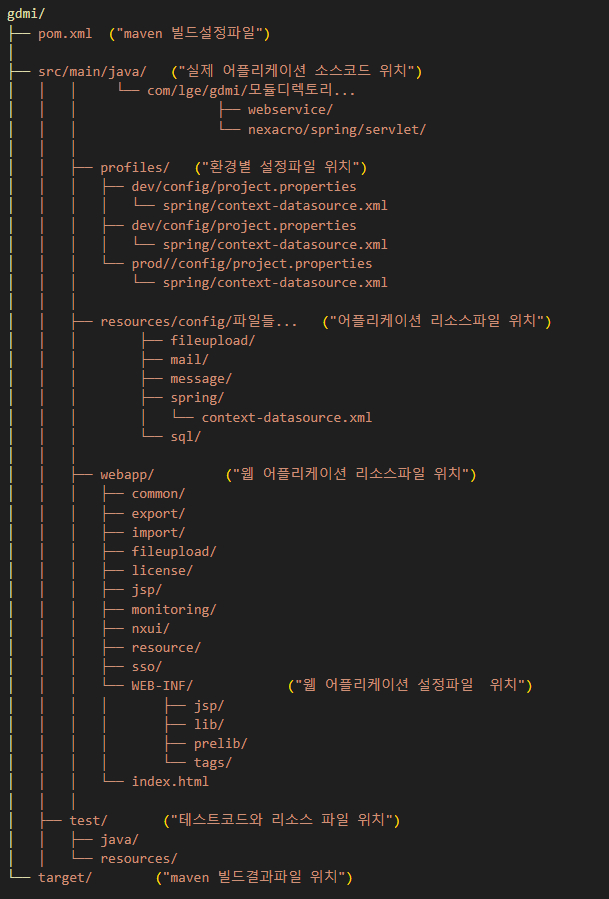 gdmi/
├── pom.xml  ("maven 빌드설정파일")
│
├── src/main/java/   ("실제 어플리케이션 소스코드 위치")
│   │   │     └── com/lge/gdmi/모듈디렉토리...
│   │   │                  ├── webservice/
│   │   │                  └── nexacro/spring/servlet/
│   │   │
│   │   ├── profiles/   ("환경별 설정파일 위치")
│   │   │   ├── dev/config/project.properties
│   │   │   │   └── spring/context-datasource.xml
│   │   │   ├── dev/config/project.properties
│   │   │   │   └── spring/context-datasource.xml
│   │   │   └── prod//config/project.properties
│   │   │       └── spring/context-datasource.xml
│   │   │
│   │   ├── resources/config/파일들...   ("어플리케이션 리소스파일 위치")
│   │   │        ├── fileupload/
│   │   │        ├── mail/
│   │   │        ├── message/
│   │   │        ├── spring/
│   │   │        │   └── context-datasource.xml
│   │   │        └── sql/
│   │   │
│   │   ├── webapp/         ("웹 어플리케이션 리소스파일 위치")
│   │   │   ├── common/
│   │   │   ├── export/
│   │   │   ├── import/
│   │   │   ├── fileupload/
│   │   │   ├── license/
│   │   │   ├── jsp/
│   │   │   ├── monitoring/
│   │   │   ├── nxui/
│   │   │   ├── resource/
│   │   │   ├── sso/
│   │   │   └── WEB-INF/            ("웹 어플리케이션 설정파일  위치")
│   │   │   │       ├── jsp/
│   │   │   │       ├── lib/
│   │   │   │       ├── prelib/
│   │   │   │       └── tags/
│   │   │   └── index.html
│   │   │
│   ├── test/       ("테스트코드와 리소스 파일 위치")
│   │   ├── java/
│   │   └── resources/
└── target/        ("maven 빌드결과파일 위치")